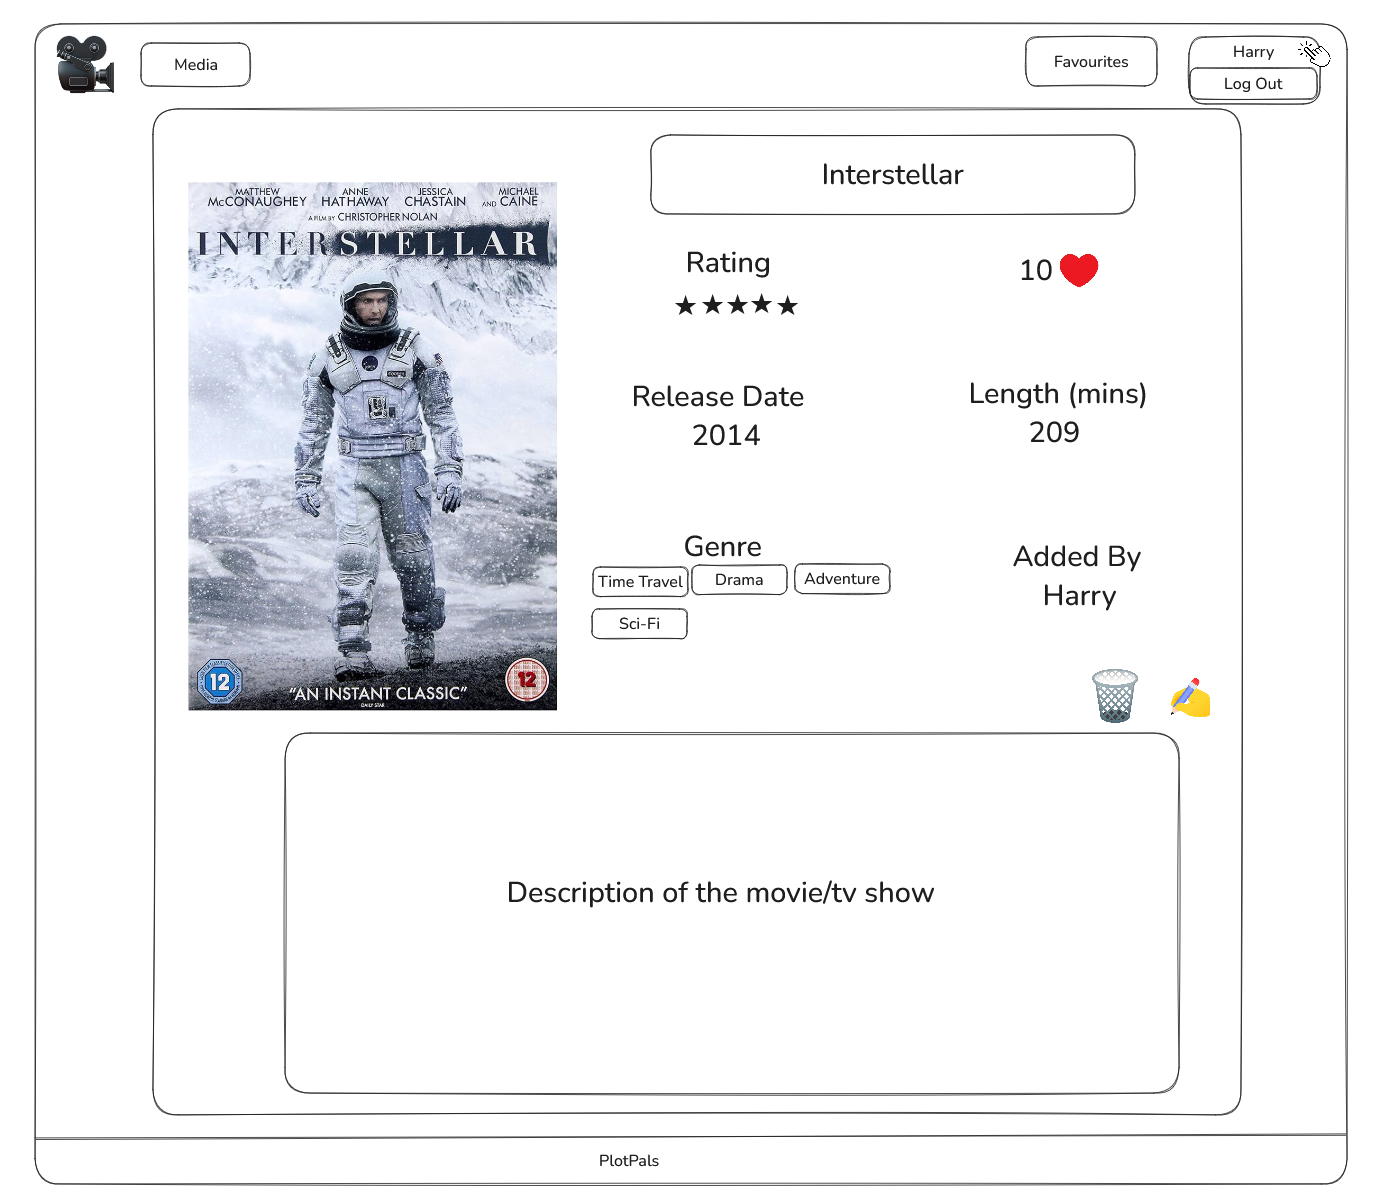 Media
Favourites
Harry
Log Out
Interstellar
MATTHEW McCONAUGHEY
ANNE HATHAWAY
JESSICA CHASTAIN
AND MICHAEL CAINE
A FILM BY CHRISTOPHER NOLAN
INTERSTELLAR
12
"AN INSTANT CLASSIC"
DAILY STAR
12
Rating
★★★★★
10
Release Date
2014
Length (mins)
209
Genre
Time Travel
Drama
Adventure
Sci-Fi
Added By
Harry
Description of the movie/tv show
PlotPals